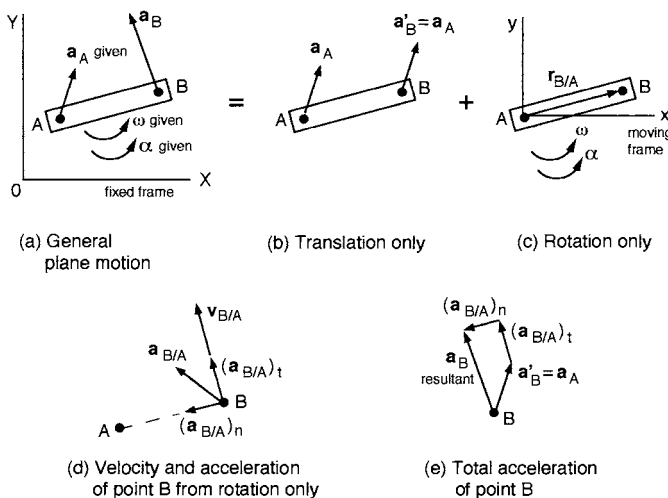 Y
a_B
a_A given
A
B
ω given
α given
0
fixed frame
X
(a) General
plane motion
=
a_A
a'_B = a_A
A
B
(b) Translation only
+
y
r_B/A
B
A
x
ω
α
moving
frame
(c) Rotation only
v_B/A
a_B/A
(a_B/A)_t
B
A
(a_B/A)_n
(d) Velocity and acceleration
of point B from rotation only
(a_B/A)_n
(a_B/A)_t
a_B
resultant
a'_B = a_A
B
(e) Total acceleration
of point B